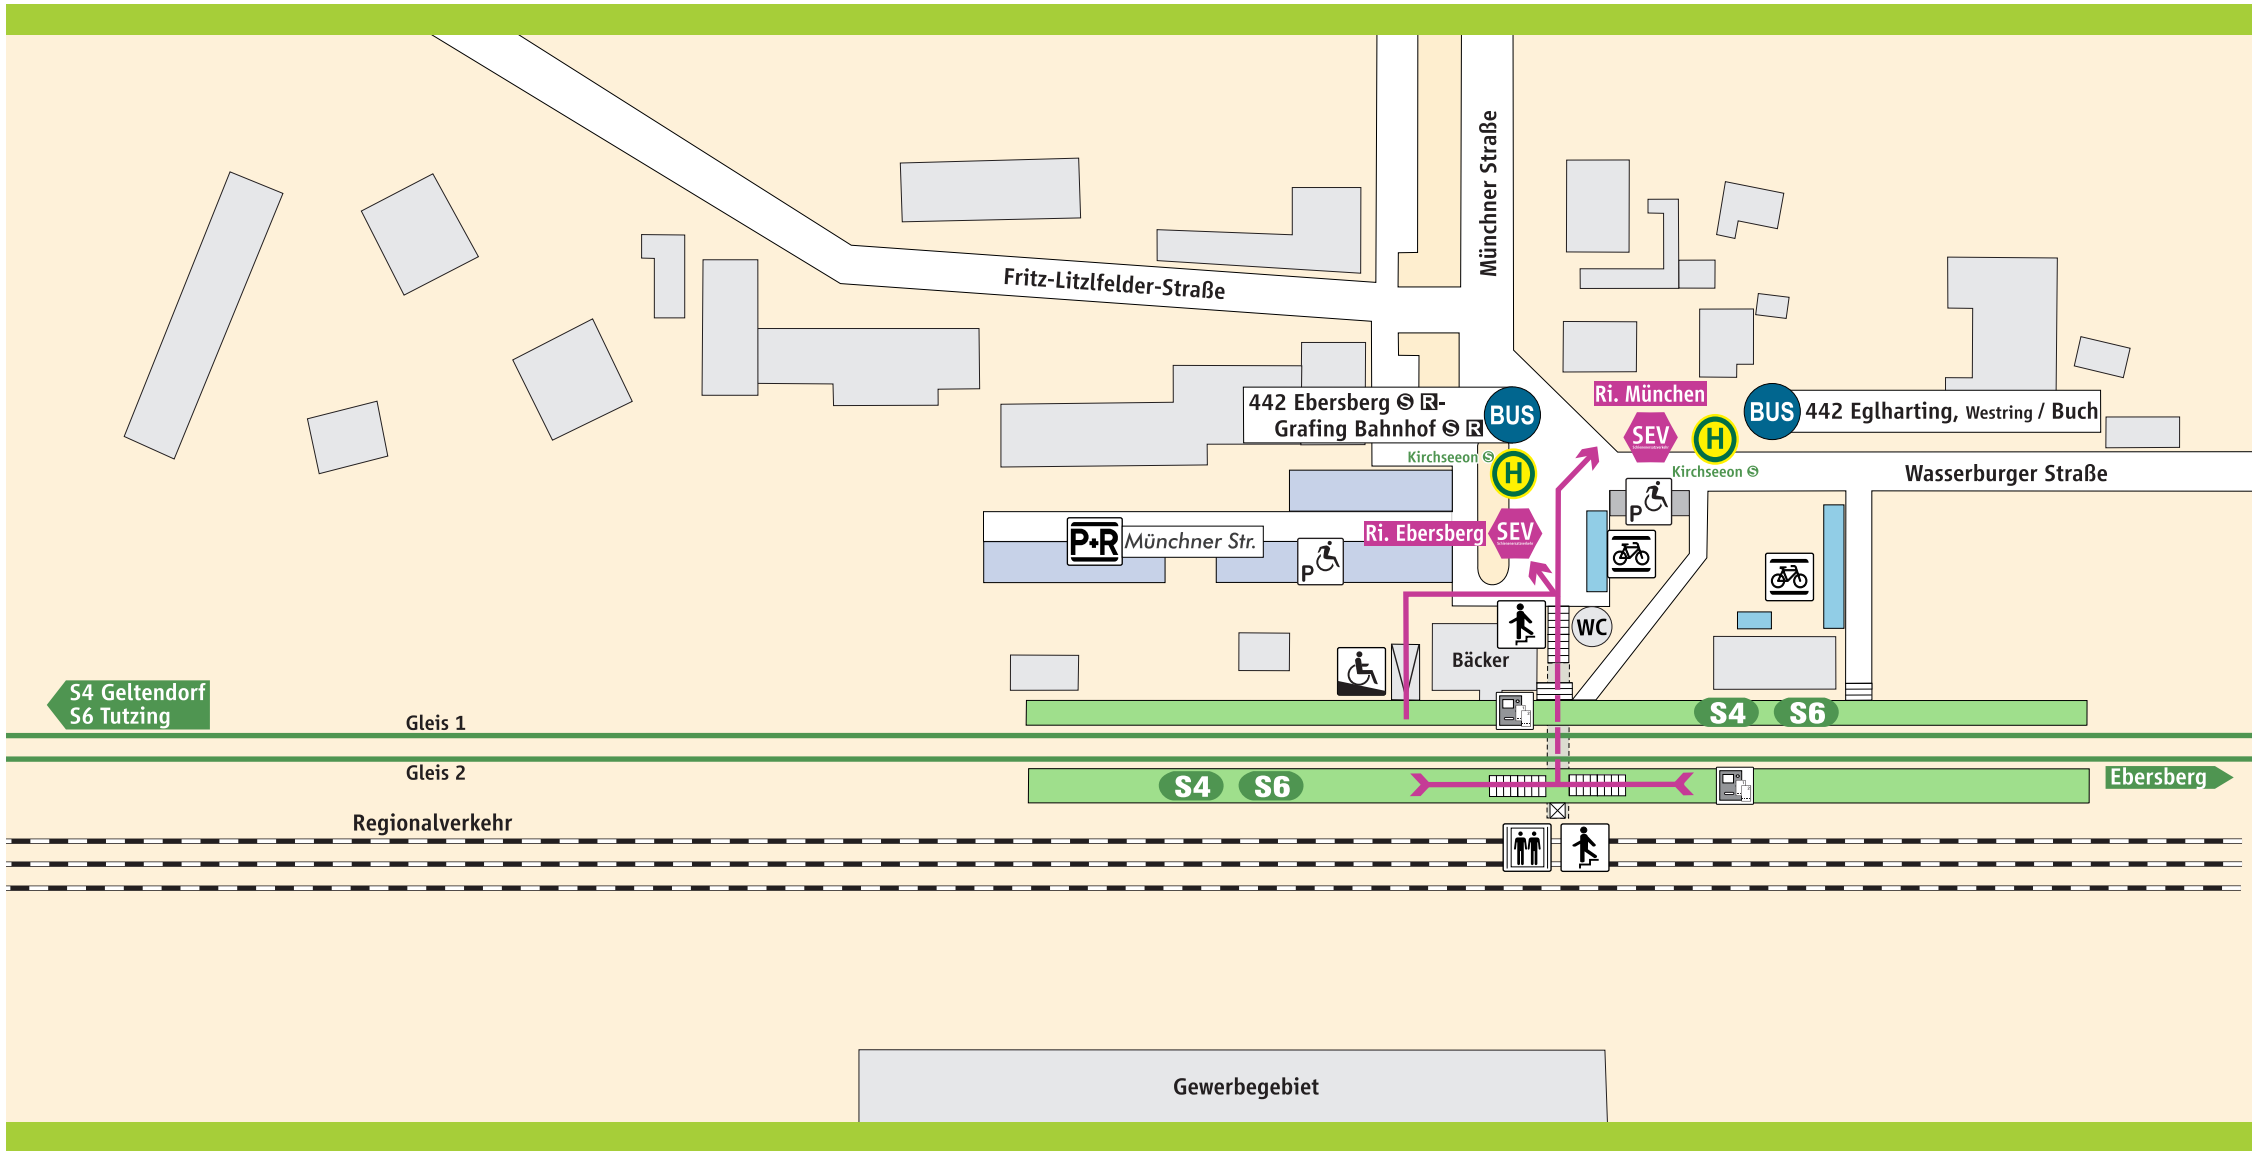 Münchner Straße
Fritz-Litzlfelder-Straße
442 Ebersberg S R-
Grafing Bahnhof S R
BUS
Kirchseeon S
H
Ri. Ebersberg
SEV
Ri. München
SEV
H
Kirchseeon S
BUS
442 Eglharting, Westring / Buch
Wasserburger Straße
P
P+R
Münchner Str.
P
WC
Bäcker
S4 Geltendorf
S6 Tutzing
Gleis 1
S4
S6
Gleis 2
S4
S6
Ebersberg
Regionalverkehr
Gewerbegebiet